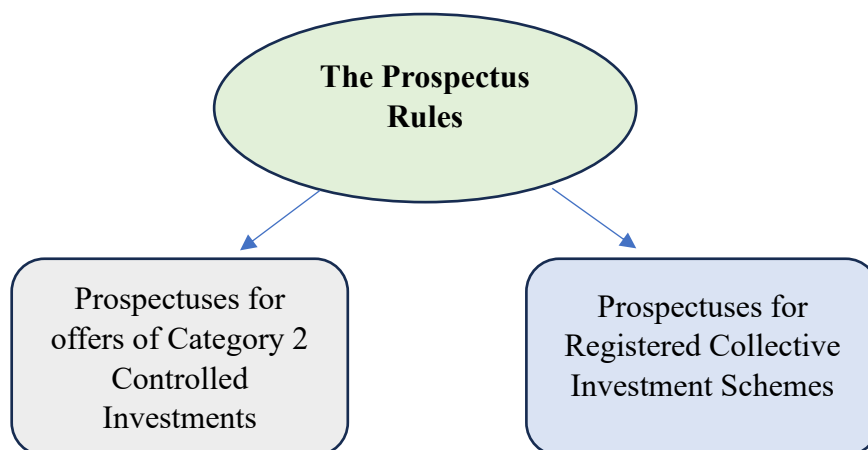 The Prospectus
Rules
Prospectuses for
offers of Category 2
Controlled
Investments
Prospectuses for
Registered Collective
Investment Schemes